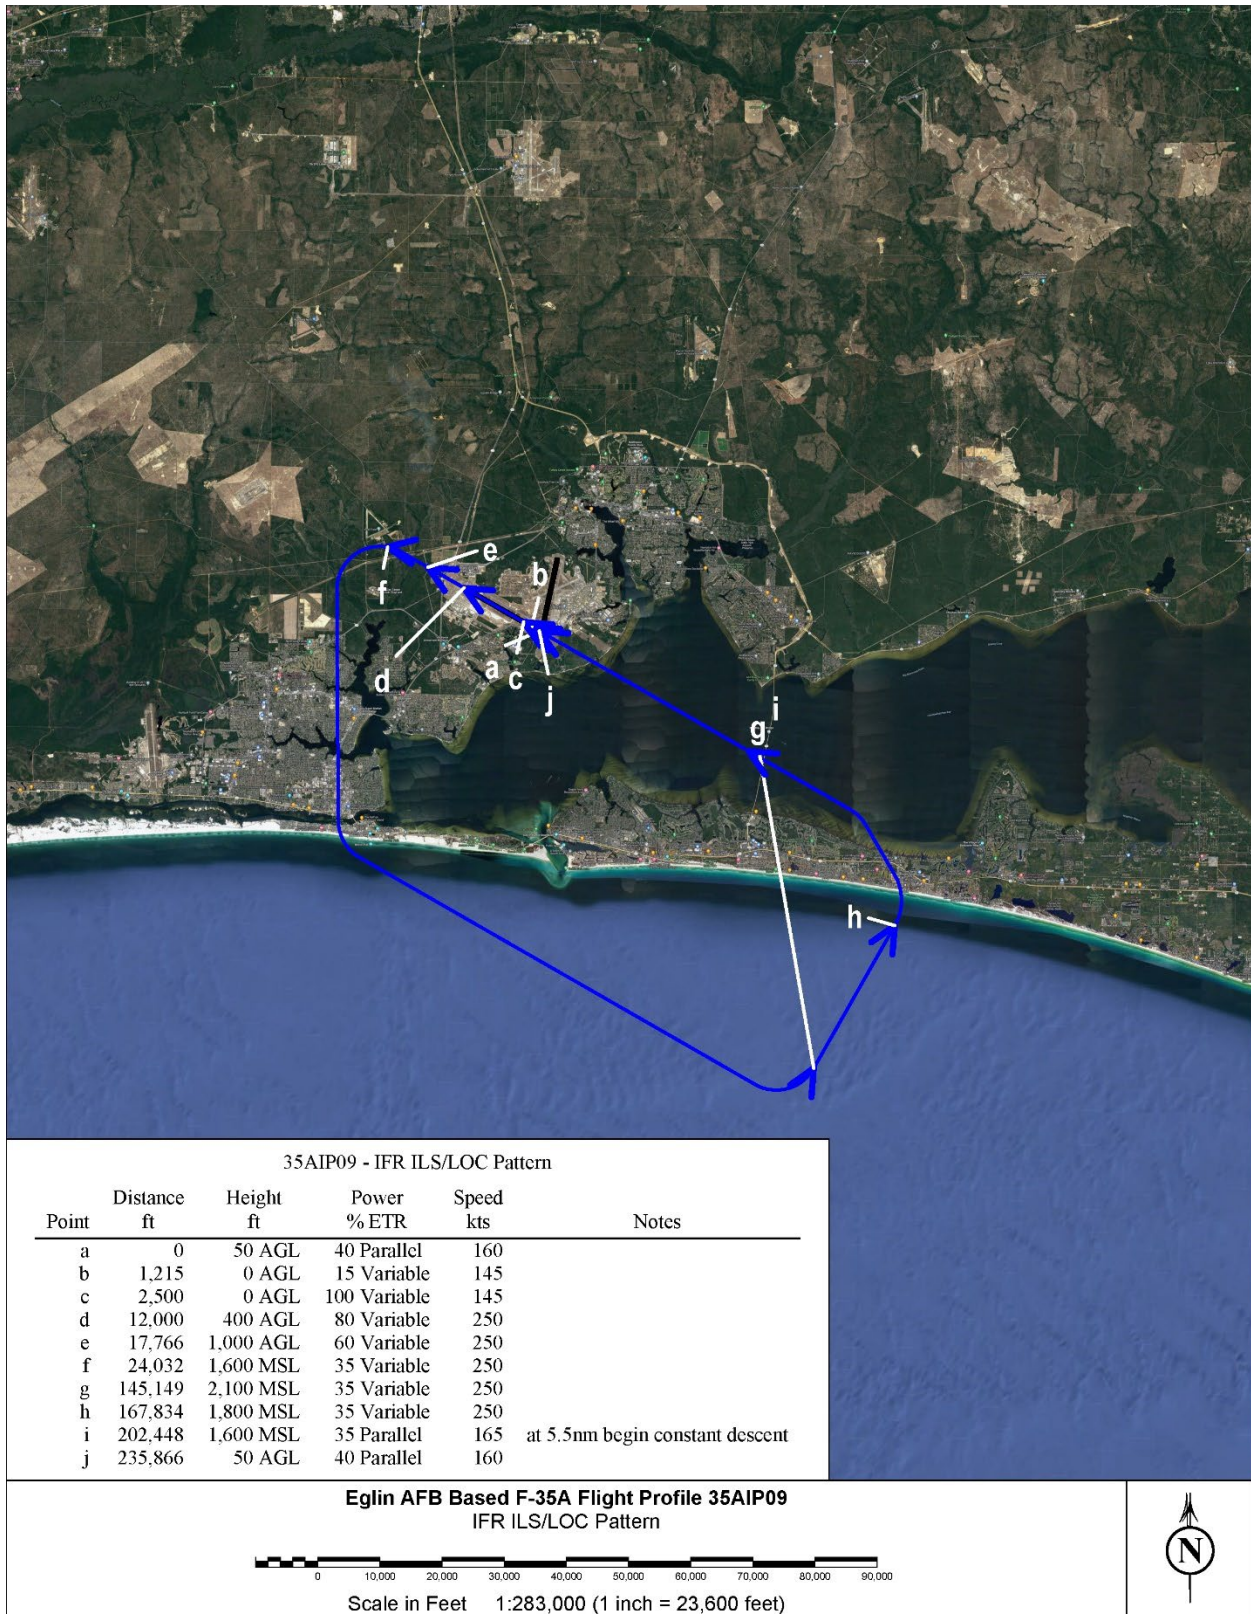 e
b
f
a
d
c
j
i
g
h
35AIP09 - IFR ILS/LOC Pattern
Distance Height Power Speed
Point ft ft % ETR kts Notes
a 0 50 AGL 40 Parallel 160
b 1,215 0 AGL 15 Variable 145
c 2,500 0 AGL 100 Variable 145
d 12,000 400 AGL 80 Variable 250
e 17,766 1,000 AGL 60 Variable 250
f 24,032 1,600 MSL 35 Variable 250
g 145,149 2,100 MSL 35 Variable 250
h 167,834 1,800 MSL 35 Variable 250
i 202,448 1,600 MSL 35 Parallel 165 at 5.5nm begin constant descent
j 235,866 50 AGL 40 Parallel 160
Eglin AFB Based F-35A Flight Profile 35AIP09
IFR ILS/LOC Pattern
0 10,000 20,000 30,000 40,000 50,000 60,000 70,000 80,000 90,000
Scale in Feet 1:283,000 (1 inch = 23,600 feet)
N